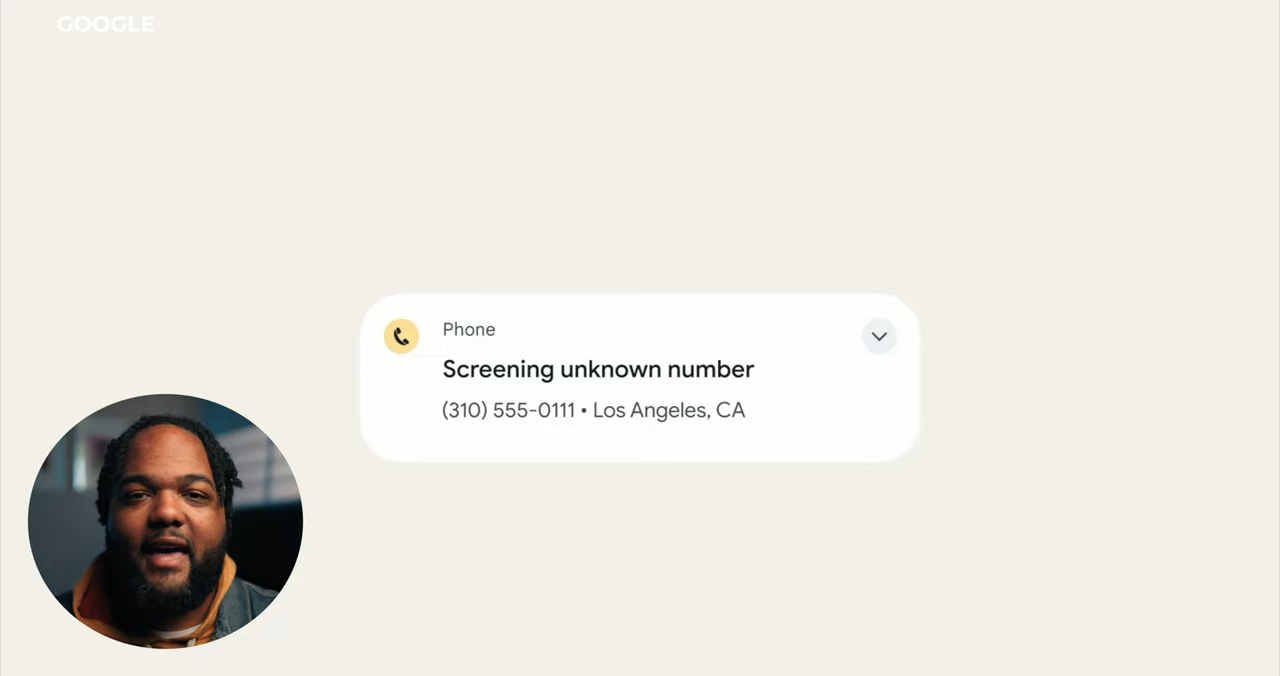 GOOGLE
Phone
Screening unknown number
(310) 555-0111 • Los Angeles, CA